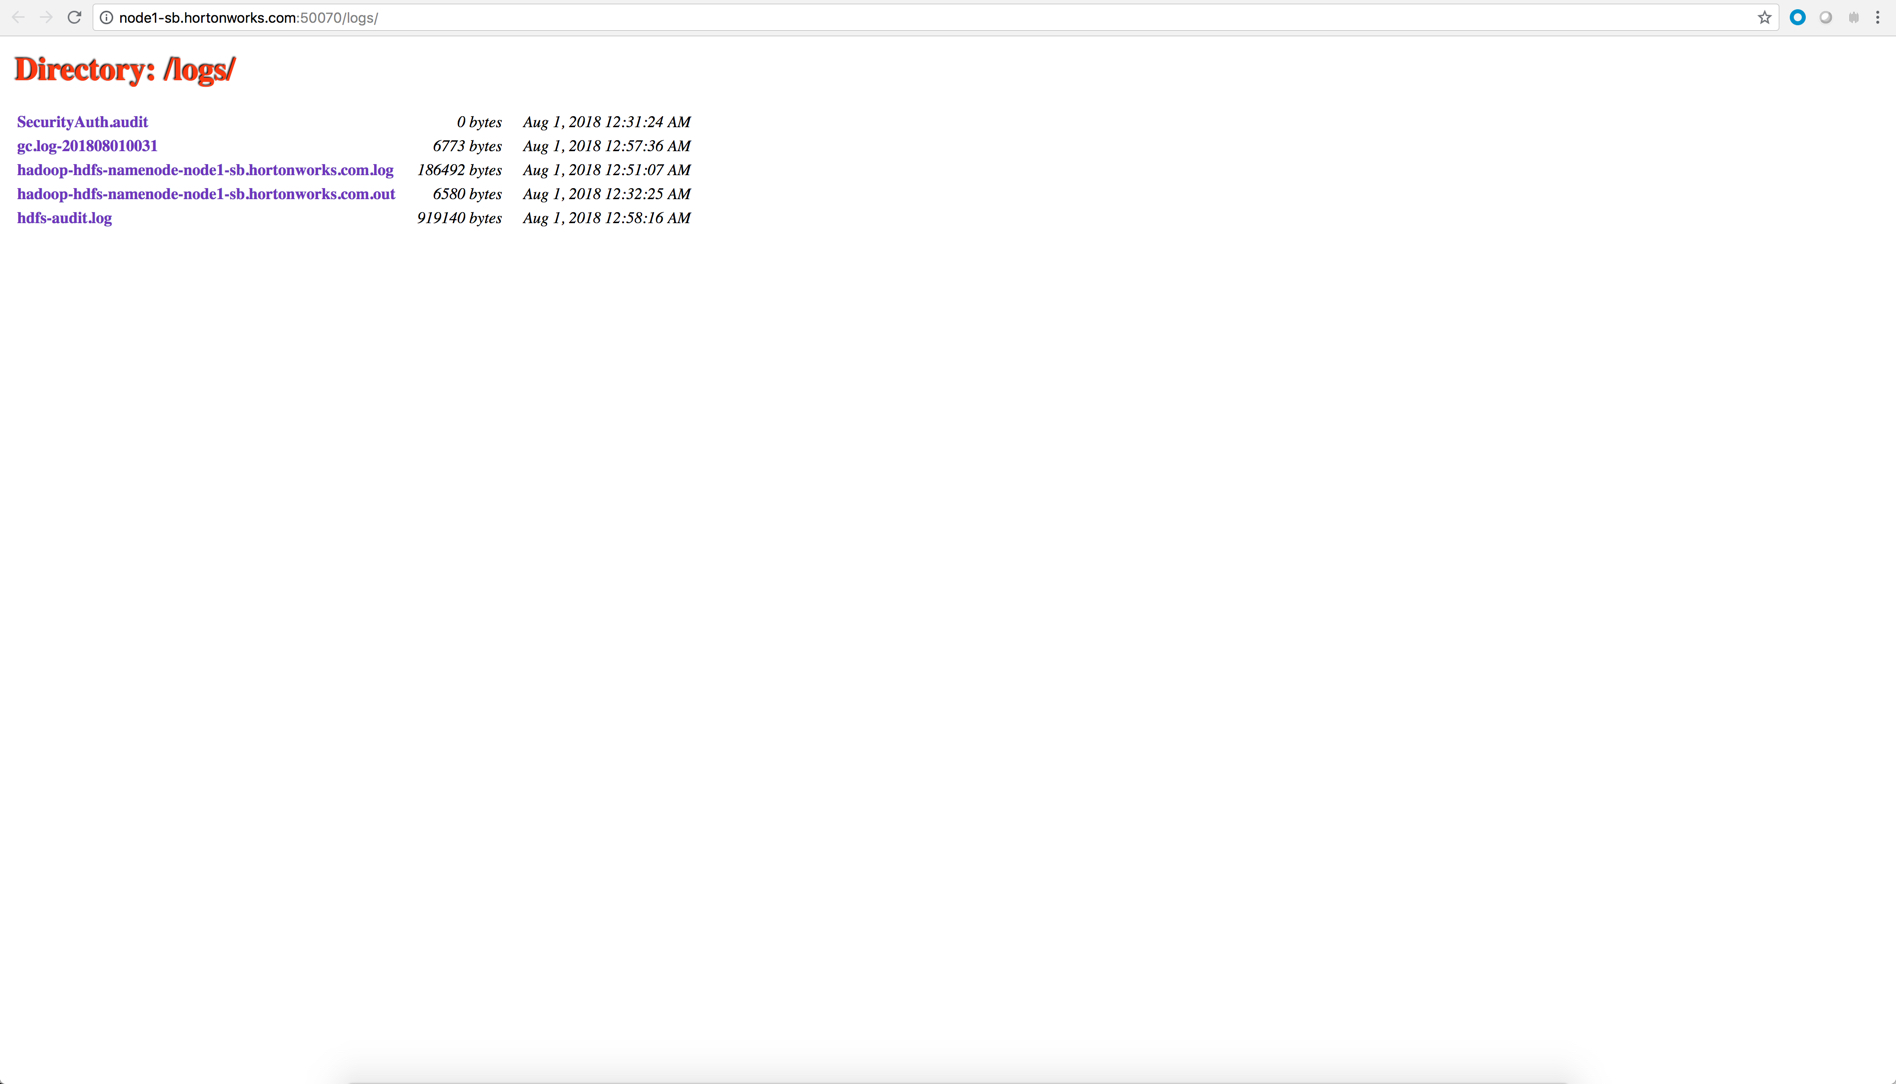 node1-sb.hortonworks.com:50070/logs/
Directory: /logs/
SecurityAuth.audit 0 bytes Aug 1, 2018 12:31:24 AM
gc.log-201808010031 6773 bytes Aug 1, 2018 12:57:36 AM
hadoop-hdfs-namenode-node1-sb.hortonworks.com.log 186492 bytes Aug 1, 2018 12:51:07 AM
hadoop-hdfs-namenode-node1-sb.hortonworks.com.out 6580 bytes Aug 1, 2018 12:32:25 AM
hdfs-audit.log 919140 bytes Aug 1, 2018 12:58:16 AM